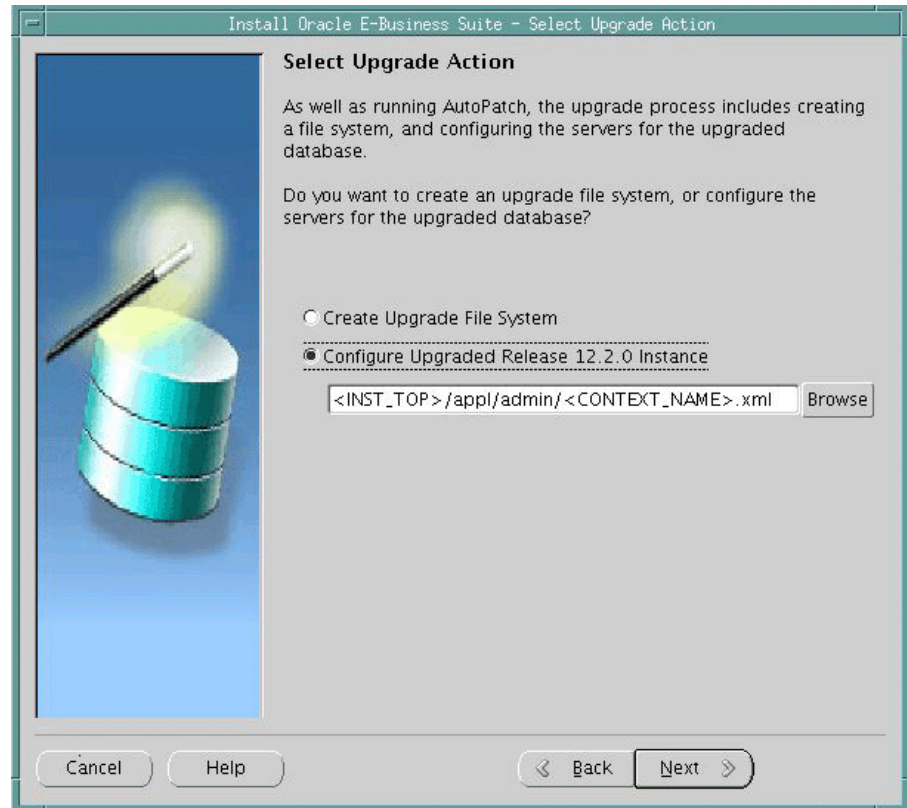 Install Oracle E-Business Suite - Select Upgrade Action
Select Upgrade Action
As well as running AutoPatch, the upgrade process includes creating
a file system, and configuring the servers for the upgraded
database.
Do you want to create an upgrade file system, or configure the
servers for the upgraded database?
Create Upgrade File System
Configure Upgraded Release 12.2.0 Instance
<INST_TOP>/appl/admin/<CONTEXT_NAME>.xml Browse
Cancel Help Back Next